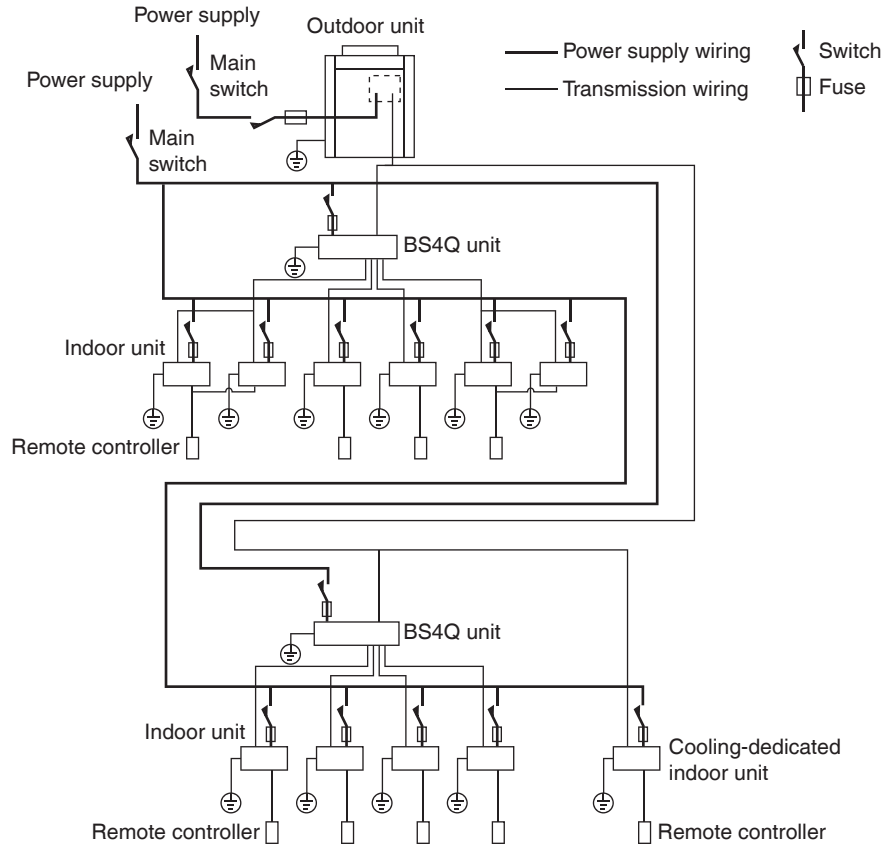 Power supply
Outdoor unit
Power supply wiring
Switch
Main
switch
Power supply
Transmission wiring
Fuse
Main
switch
BS4Q unit
Indoor unit
Remote controller
BS4Q unit
Indoor unit
Cooling-dedicated
indoor unit
Remote controller
Remote controller